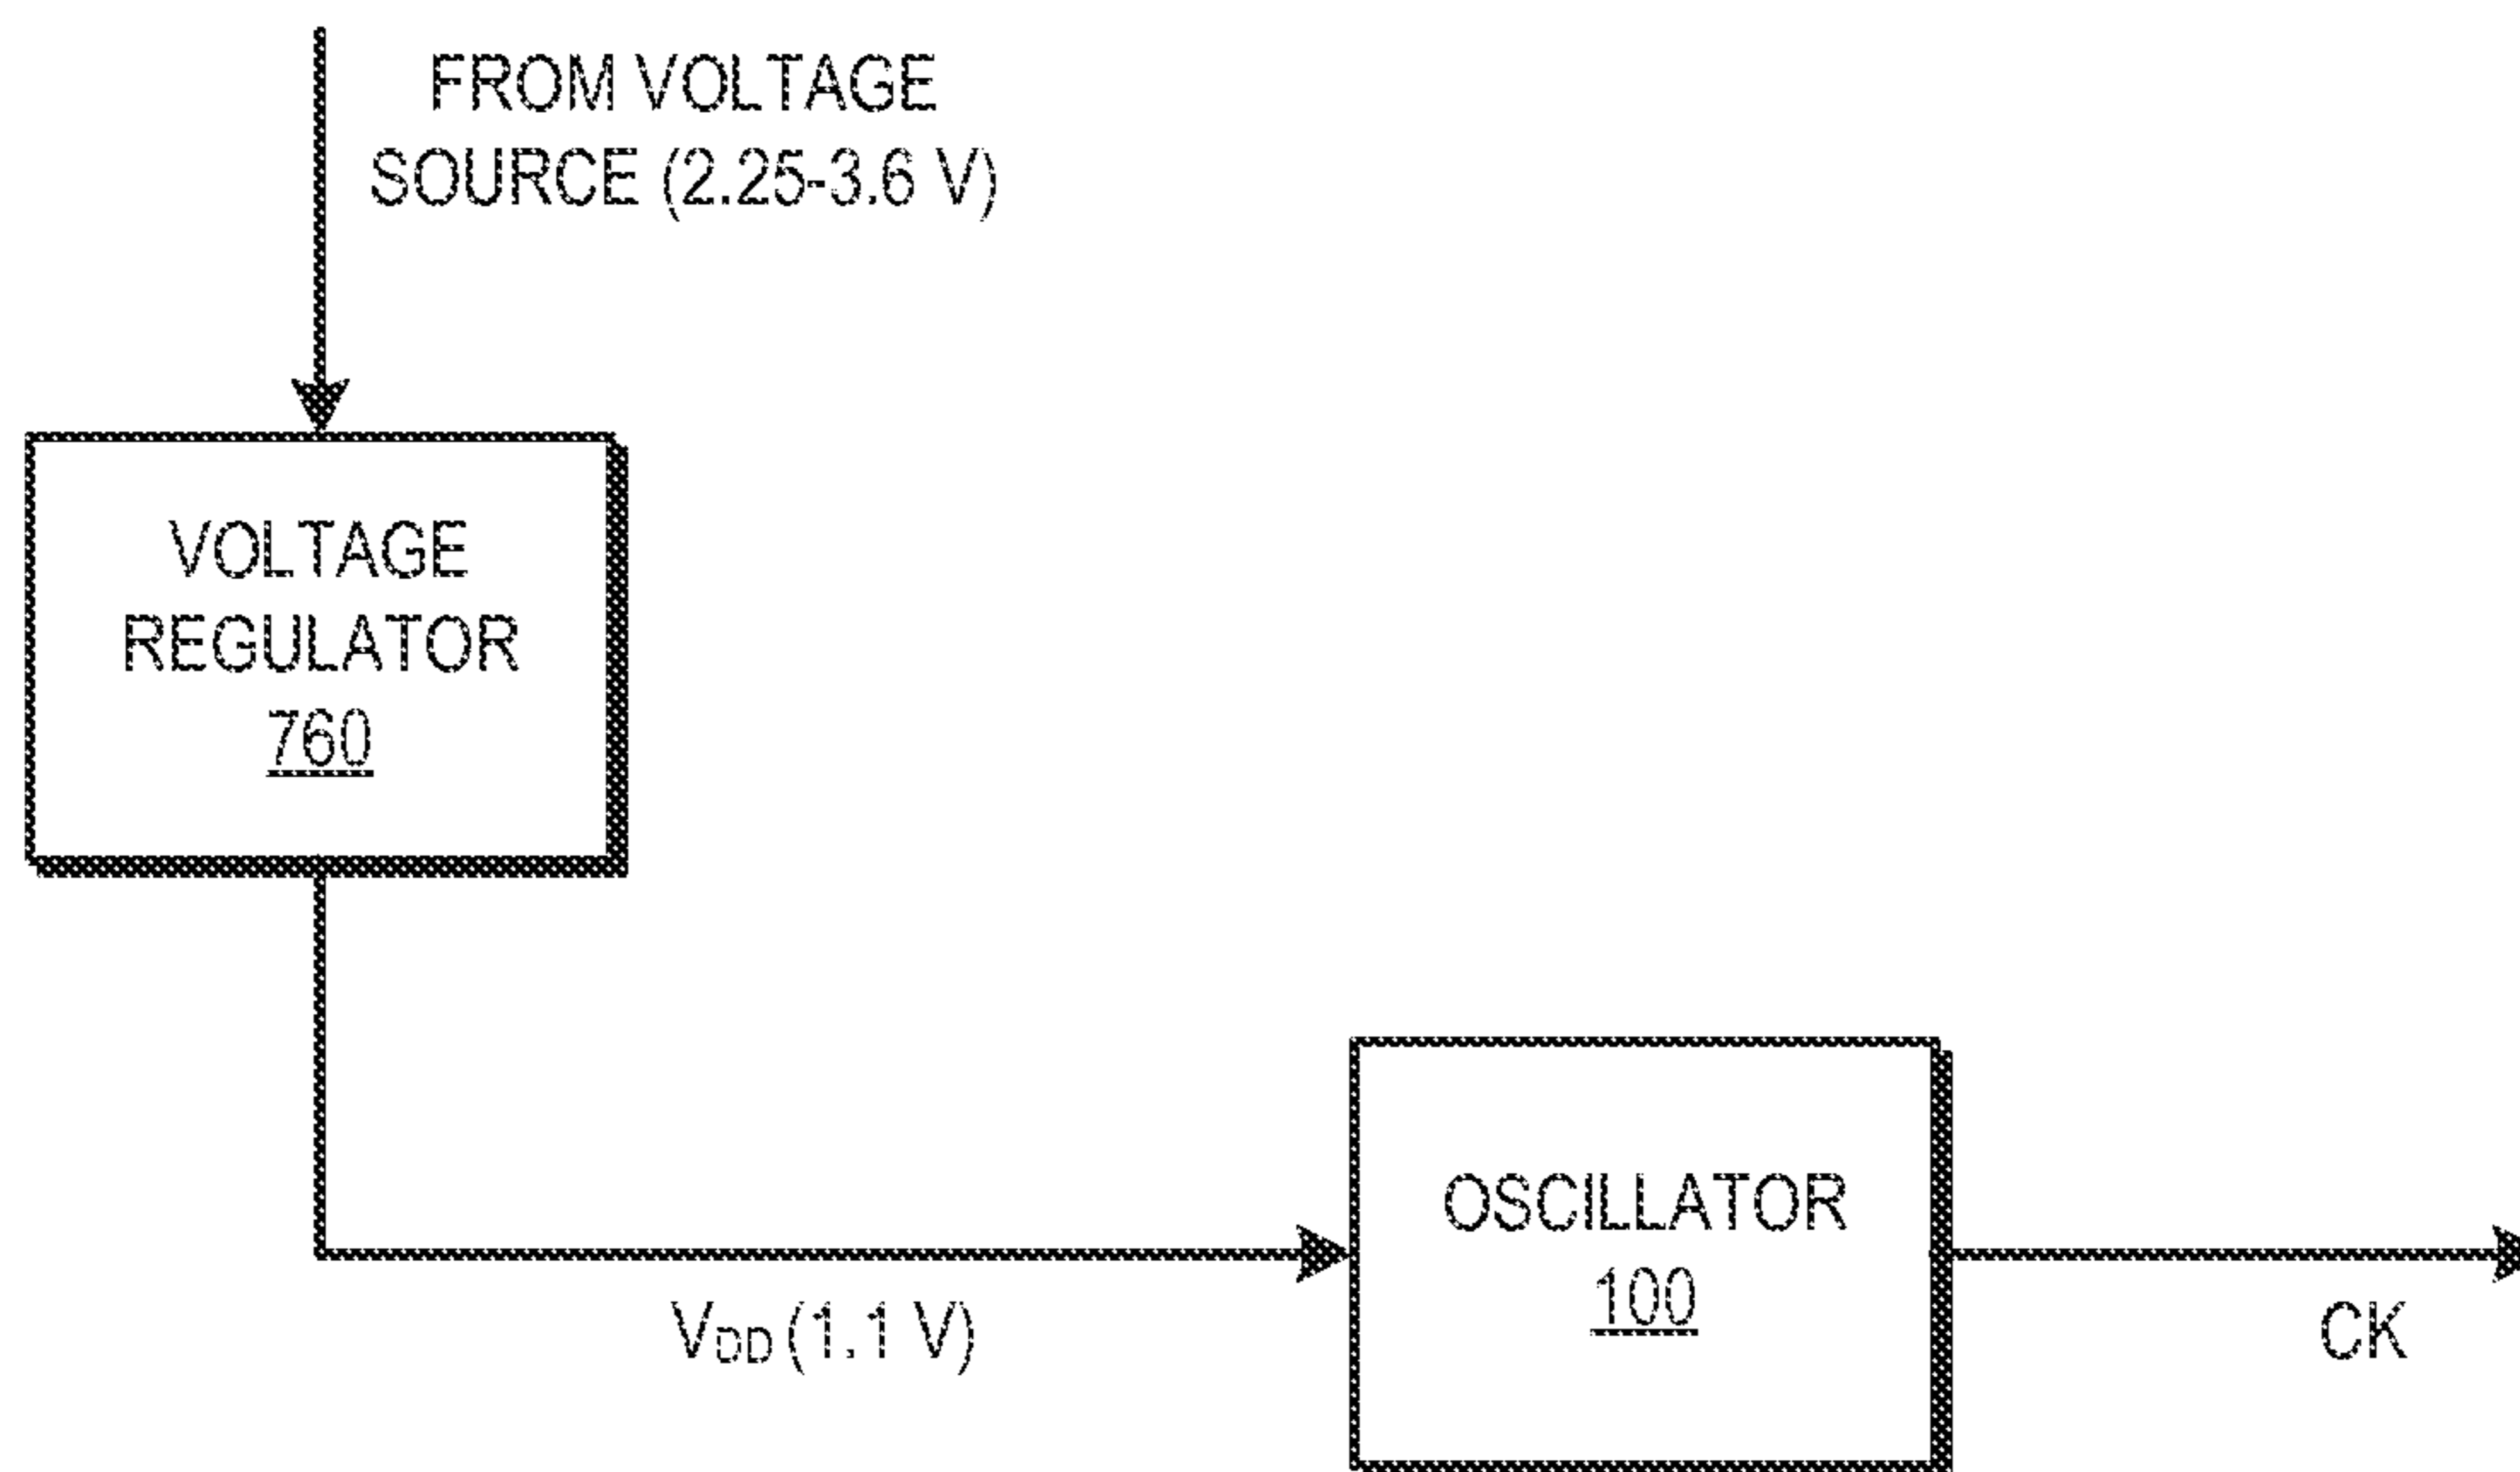 FROM VOLTAGE
SOURCE (2.25-3.6 V)
VOLTAGE
REGULATOR
760
OSCILLATOR
100
VDD (1.1 V)
CK